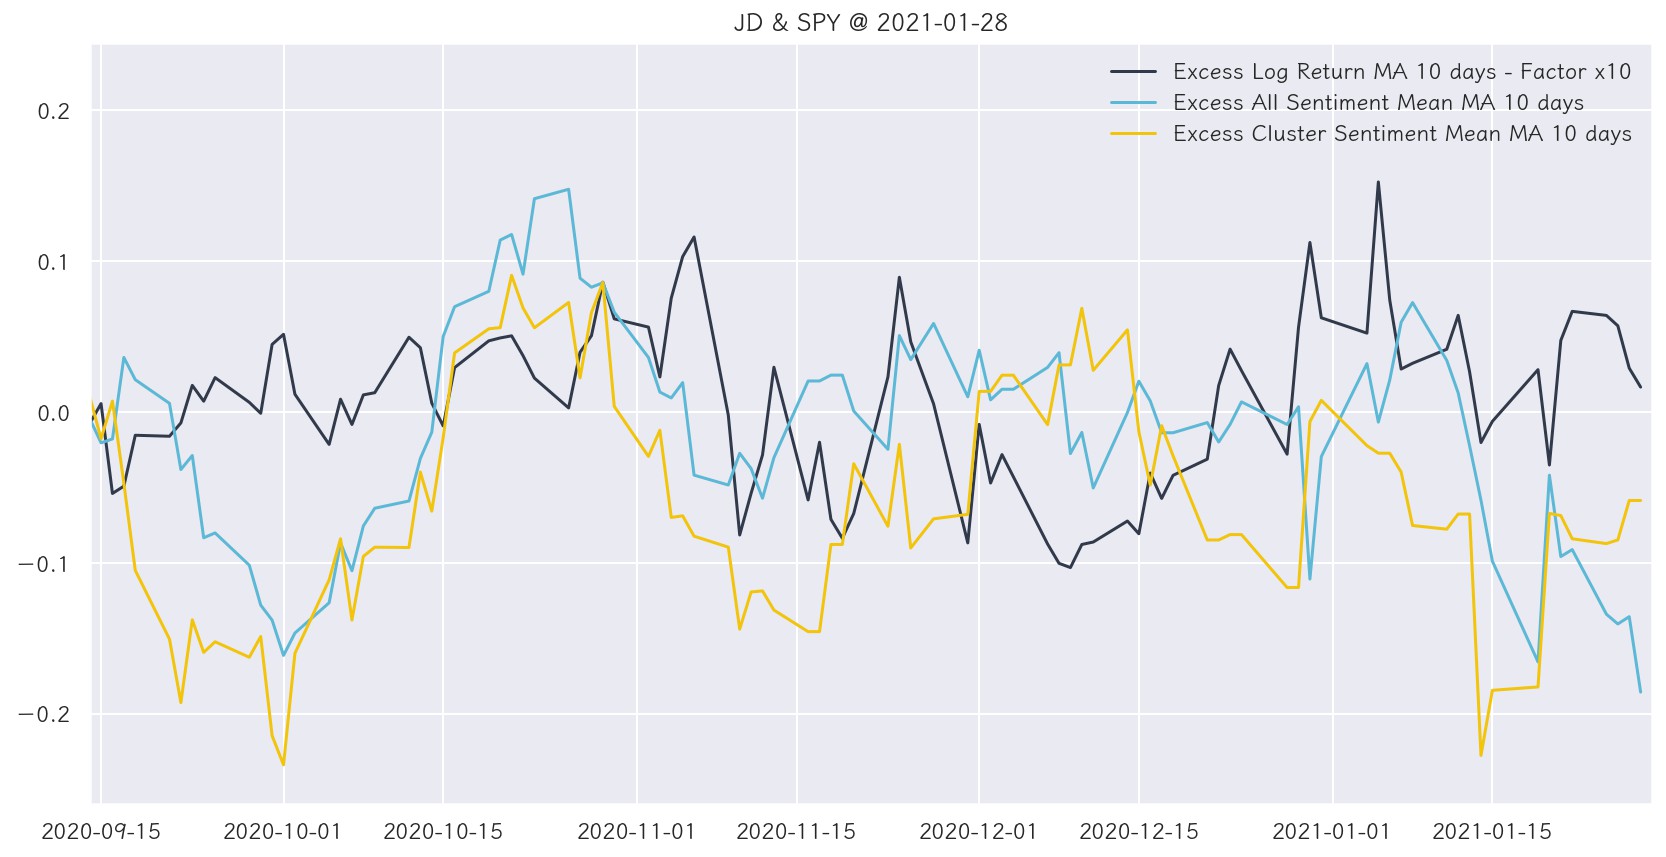 JD & SPY @ 2021-01-28
Excess Log Return MA 10 days - Factor x10
Excess All Sentiment Mean MA 10 days
Excess Cluster Sentiment Mean MA 10 days
0.2
0.1
0.0
−0.1
−0.2
2020-09-15 2020-10-01 2020-10-15 2020-11-01 2020-11-15 2020-12-01 2020-12-15 2021-01-01 2021-01-15